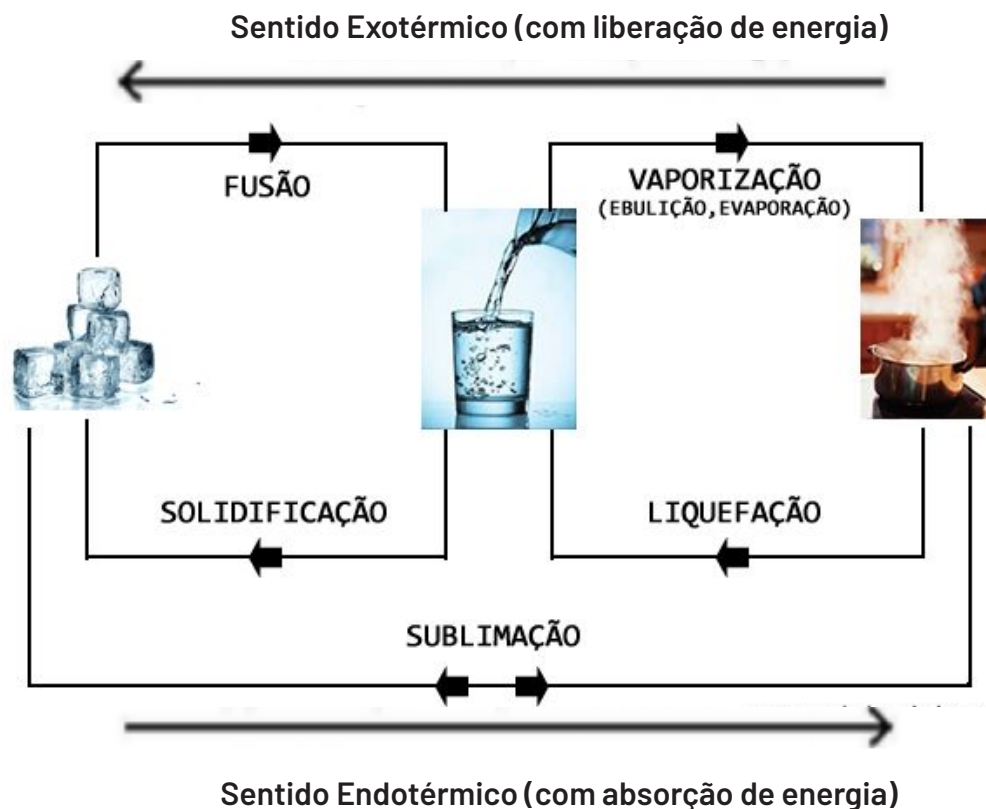 Sentido Exotérmico (com liberação de energia)
FUSÃO
VAPORIZAÇÃO
(EBULIÇÃO,EVAPORAÇÃO)
SOLIDIFICAÇÃO
LIQUEFAÇÃO
SUBLIMAÇÃO
Sentido Endotérmico (com absorção de energia)